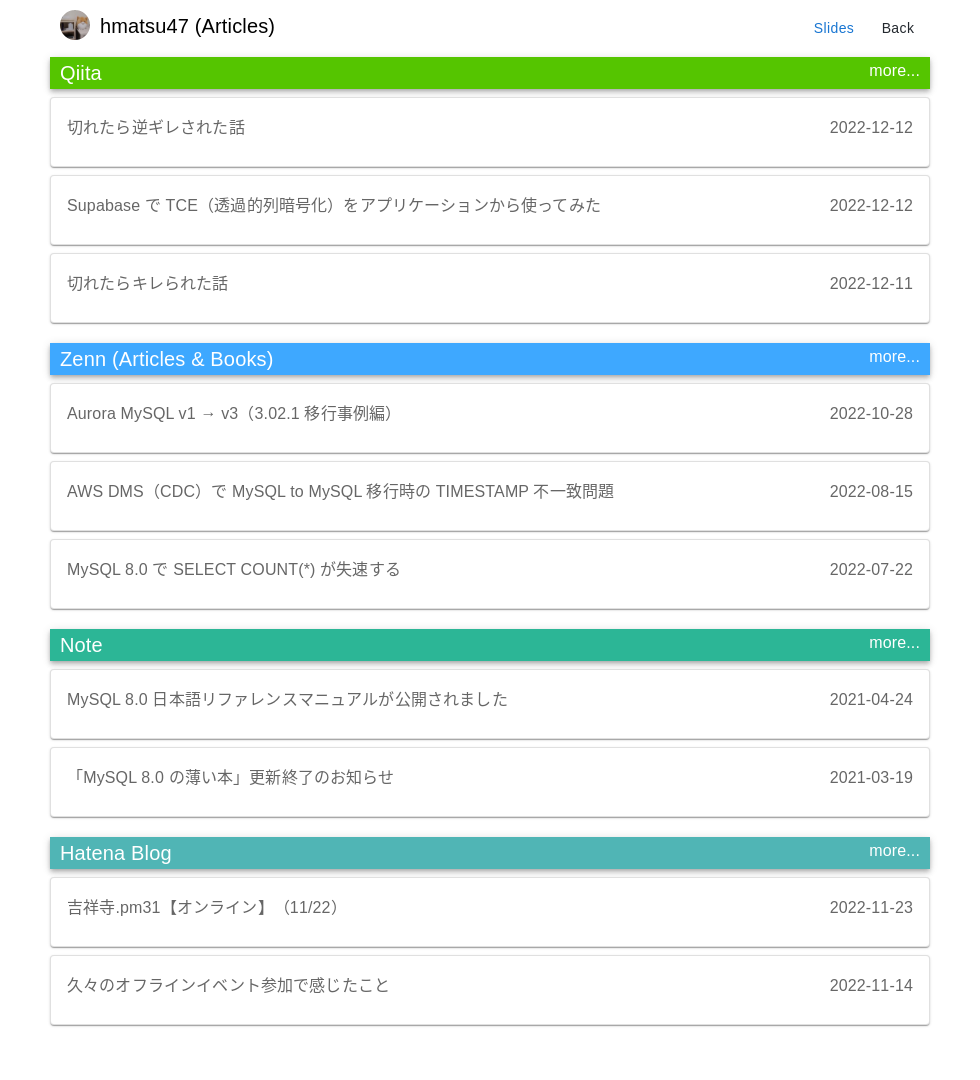 hmatsu47 (Articles)
Slides Back
Qiita more...
切れたら逆ギレされた話 2022-12-12
Supabase で TCE（透過的列暗号化）をアプリケーションから使ってみた 2022-12-12
切れたらキレられた話 2022-12-11
Zenn (Articles & Books) more...
Aurora MySQL v1 → v3（3.02.1 移行事例編） 2022-10-28
AWS DMS（CDC）で MySQL to MySQL 移行時の TIMESTAMP 不一致問題 2022-08-15
MySQL 8.0 で SELECT COUNT(*) が失速する 2022-07-22
Note more...
MySQL 8.0 日本語リファレンスマニュアルが公開されました 2021-04-24
「MySQL 8.0 の薄い本」更新終了のお知らせ 2021-03-19
Hatena Blog more...
吉祥寺.pm31【オンライン】（11/22） 2022-11-23
久々のオフラインイベント参加で感じたこと 2022-11-14